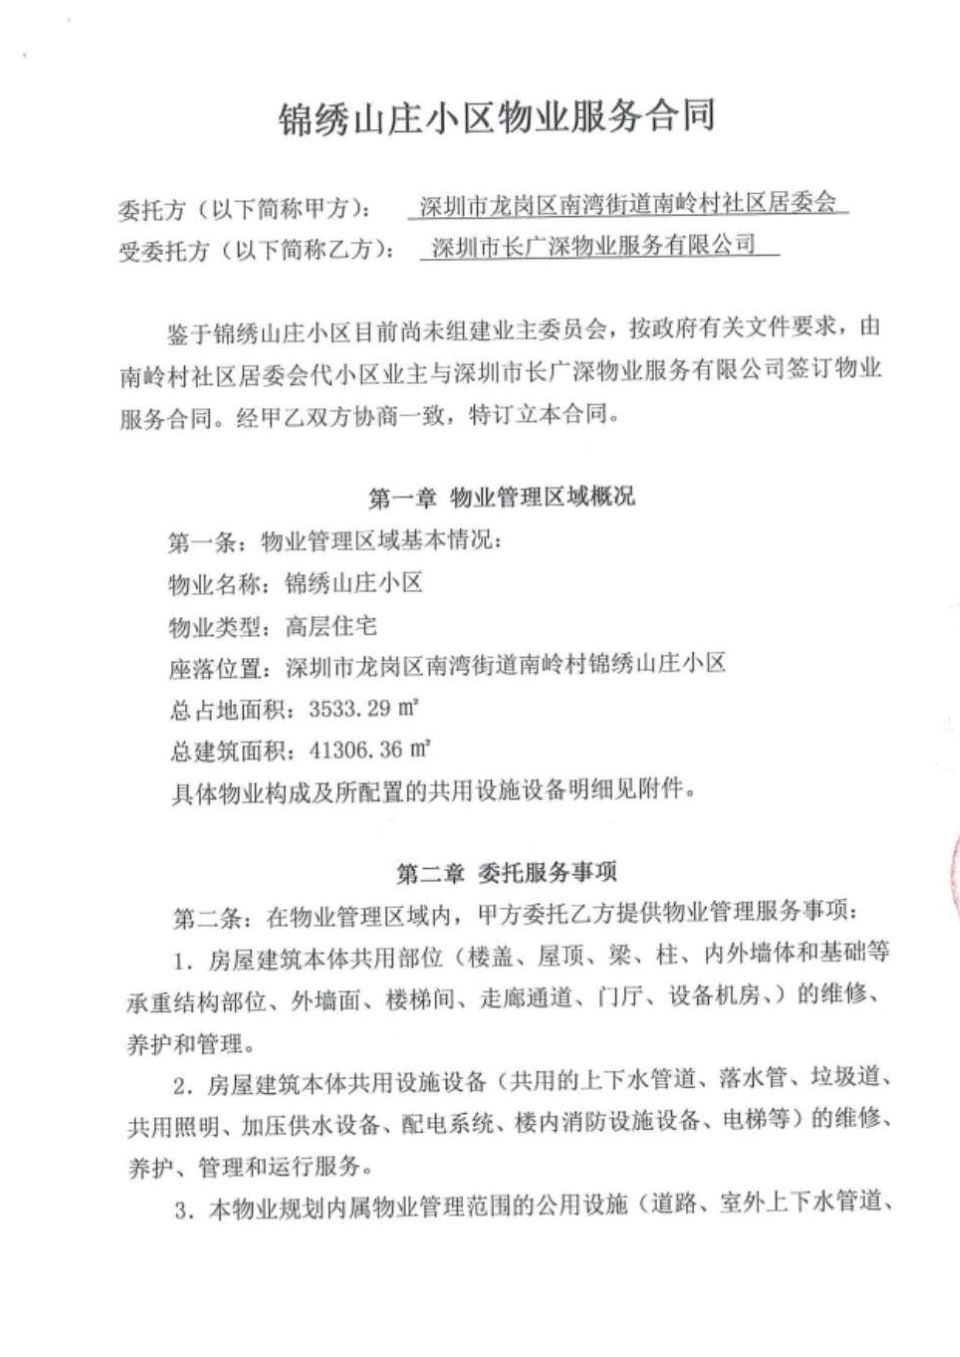 锦绣山庄小区物业服务合同
委托方（以下简称甲方）： 深圳市龙岗区南湾街道南岭村社区居委会
受委托方（以下简称乙方）： 深圳市长广深物业服务有限公司
鉴于锦绣山庄小区目前尚未组建业主委员会，按政府有关文件要求，由
南岭村社区居委会代小区业主与深圳市长广深物业服务有限公司签订物业
服务合同。经甲乙双方协商一致，特订立本合同。
第一章 物业管理区域概况
第一条：物业管理区域基本情况：
物业名称：锦绣山庄小区
物业类型：高层住宅
座落位置：深圳市龙岗区南湾街道南岭村锦绣山庄小区
总占地面积：3533.29 ㎡
总建筑面积：41306.36 ㎡
具体物业构成及所配置的共用设施设备明细见附件。
第二章 委托服务事项
第二条：在物业管理区域内，甲方委托乙方提供物业管理服务事项：
1．房屋建筑本体共用部位（楼盖、屋顶、梁、柱、内外墙体和基础等
承重结构部位、外墙面、楼梯间、走廊通道、门厅、设备机房、）的维修、
养护和管理。
2．房屋建筑本体共用设施设备（共用的上下水管道、落水管、垃圾道、
共用照明、加压供水设备、配电系统、楼内消防设施设备、电梯等）的维修、
养护、管理和运行服务。
3．本物业规划内属物业管理范围的公用设施（道路、室外上下水管道、